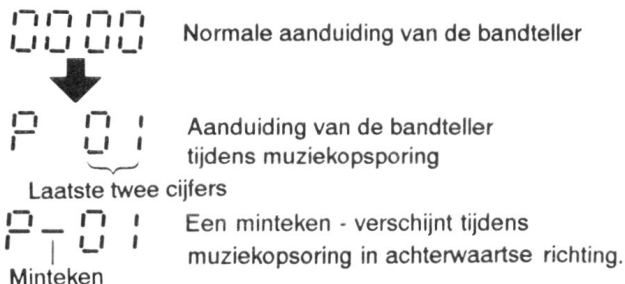 0000 Normale aanduiding van de bandteller
P 01 Aanduiding van de bandteller
tijdens muziekopsporing
Laatste twee cijfers
P-01 Een minteken - verschijnt tijdens
muziekopsoring in achterwaartse richting.
Minteken